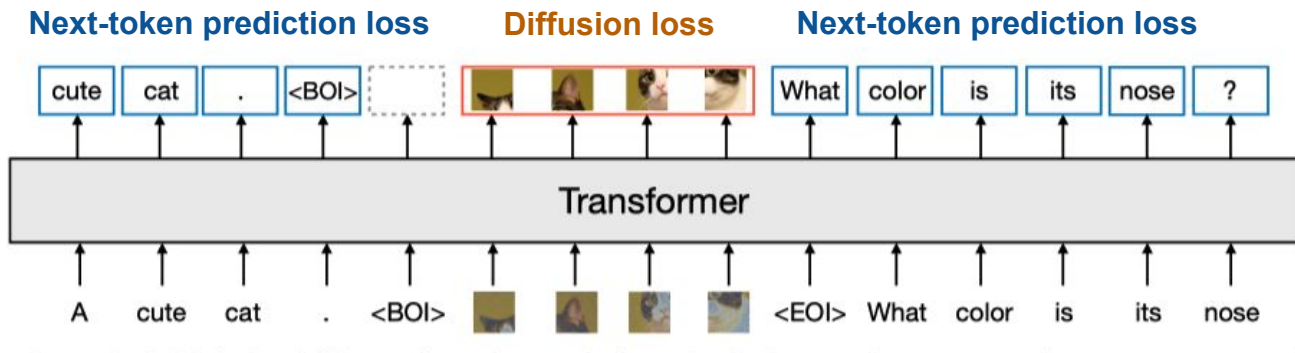 Next-token prediction loss Diffusion loss Next-token prediction loss
cute cat . <BOI> What color is its nose ?
Transformer
A cute cat . <BOI> <EOI> What color is its nose